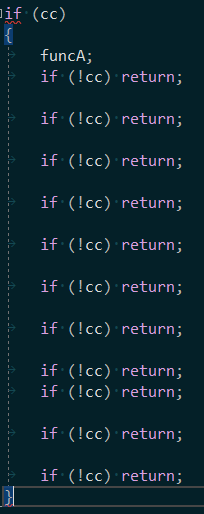 if (cc)
{
funcA;
if (!cc) return;
if (!cc) return;
if (!cc) return;
if (!cc) return;
if (!cc) return;
if (!cc) return;
if (!cc) return;
if (!cc) return;
if (!cc) return;
if (!cc) return;
if (!cc) return;
}